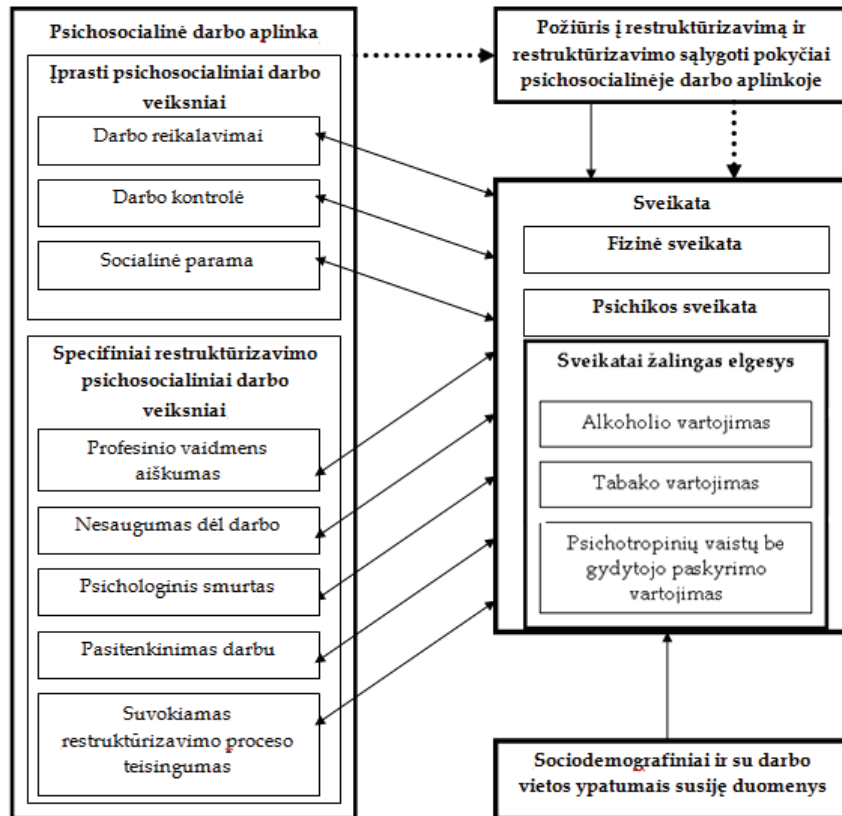 Psichosocialinė darbo aplinka
Įprasti psichosocialiniai darbo
veiksniai
Darbo reikalavimai
Darbo kontrolė
Socialinė parama
Specifiniai restruktūrizavimo
psichosocialiniai darbo
veiksniai
Profesinio vaidmens
aiškumas
Nesaugumas dėl darbo
Psichologinis smurtas
Pasitenkinimas darbu
Suvokiamas
restruktūrizavimo proceso
teisingumas
Požiūris į restruktūrizavimą ir
restruktūrizavimo sąlygoti pokyčiai
psichosocialinėje darbo aplinkoje
Sveikata
Fizinė sveikata
Psichikos sveikata
Sveikatai žalingas elgesys
Alkoholio vartojimas
Tabako vartojimas
Psichotropinių vaistų be
gydytojo paskyrimo
vartojimas
Sociodemografiniai ir su darbo
vietos ypatumais susiję duomenys